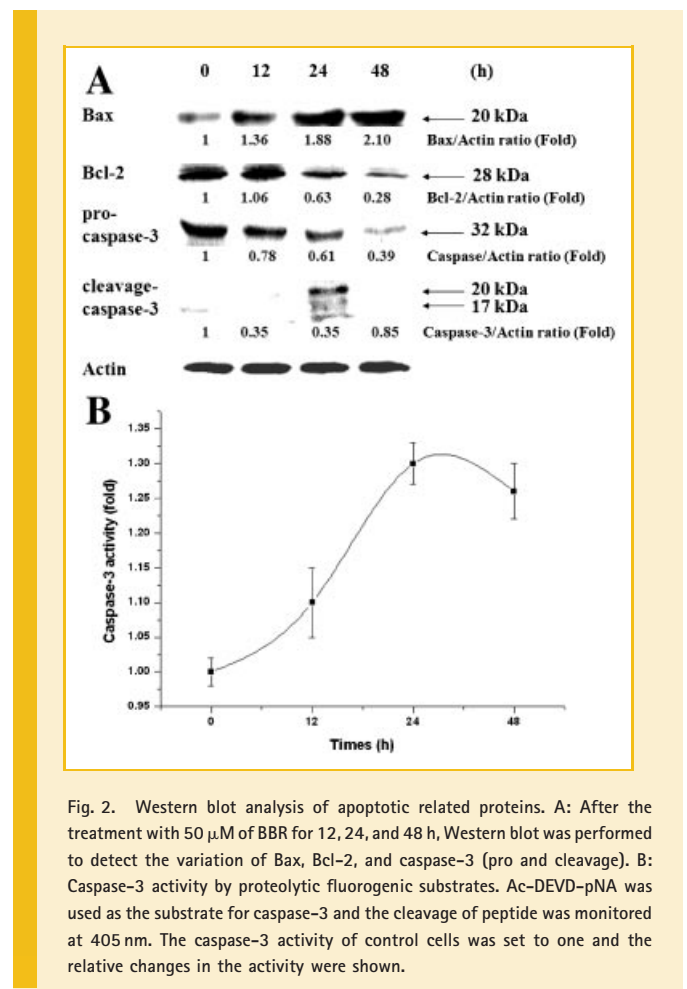 A
0 12 24 48 (h)
Bax 20 kDa
1 1.36 1.88 2.10 Bax/Actin ratio (Fold)
Bcl-2 28 kDa
1 1.06 0.63 0.28 Bcl-2/Actin ratio (Fold)
pro-
caspase-3 32 kDa
1 0.78 0.61 0.39 Caspase/Actin ratio (Fold)
cleavage- 20 kDa
caspase-3 17 kDa
1 0.35 0.35 0.85 Caspase-3/Actin ratio (Fold)
Actin
B
1.35
1.30
1.25
1.20
1.15
1.10
1.05
1.00
0.95
Caspase-3 activity (fold)
0 12 24 48
Times (h)
Fig. 2. Western blot analysis of apoptotic related proteins. A: After the
treatment with 50 μM of BBR for 12, 24, and 48 h, Western blot was performed
to detect the variation of Bax, Bcl-2, and caspase-3 (pro and cleavage). B:
Caspase-3 activity by proteolytic fluorogenic substrates. Ac-DEVD-pNA was
used as the substrate for caspase-3 and the cleavage of peptide was monitored
at 405 nm. The caspase-3 activity of control cells was set to one and the
relative changes in the activity were shown.